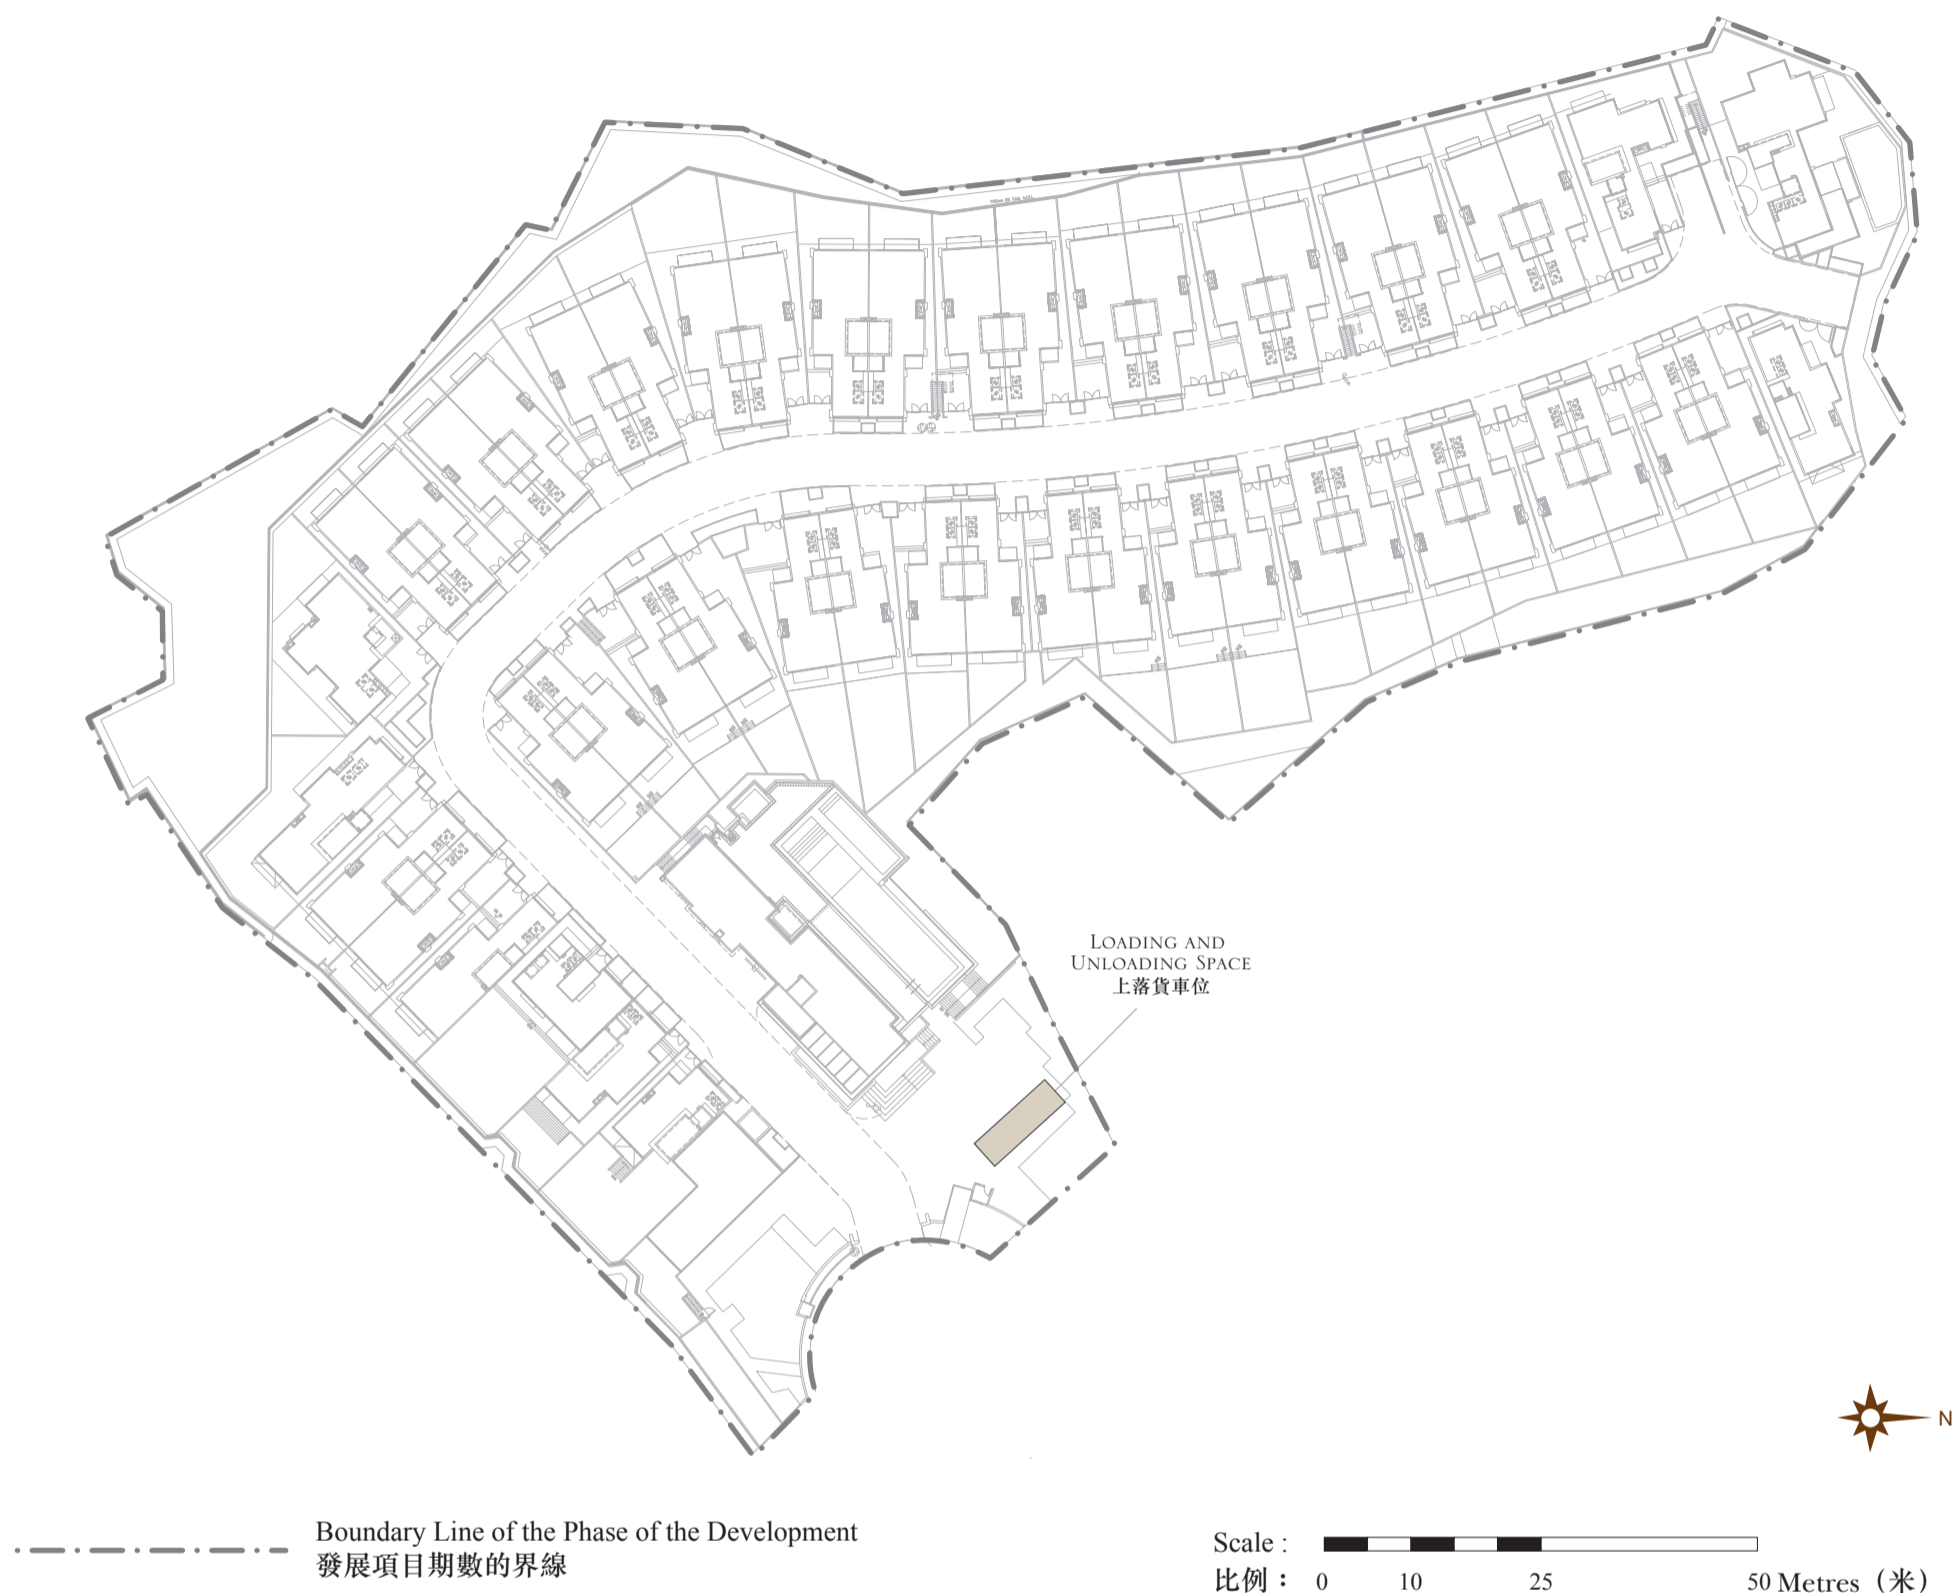 LOADING AND
UNLOADING SPACE
上落貨車位
N
Boundary Line of the Phase of the Development
發展項目期數的界線
Scale :
比例： 0 10 25 50 Metres（米）